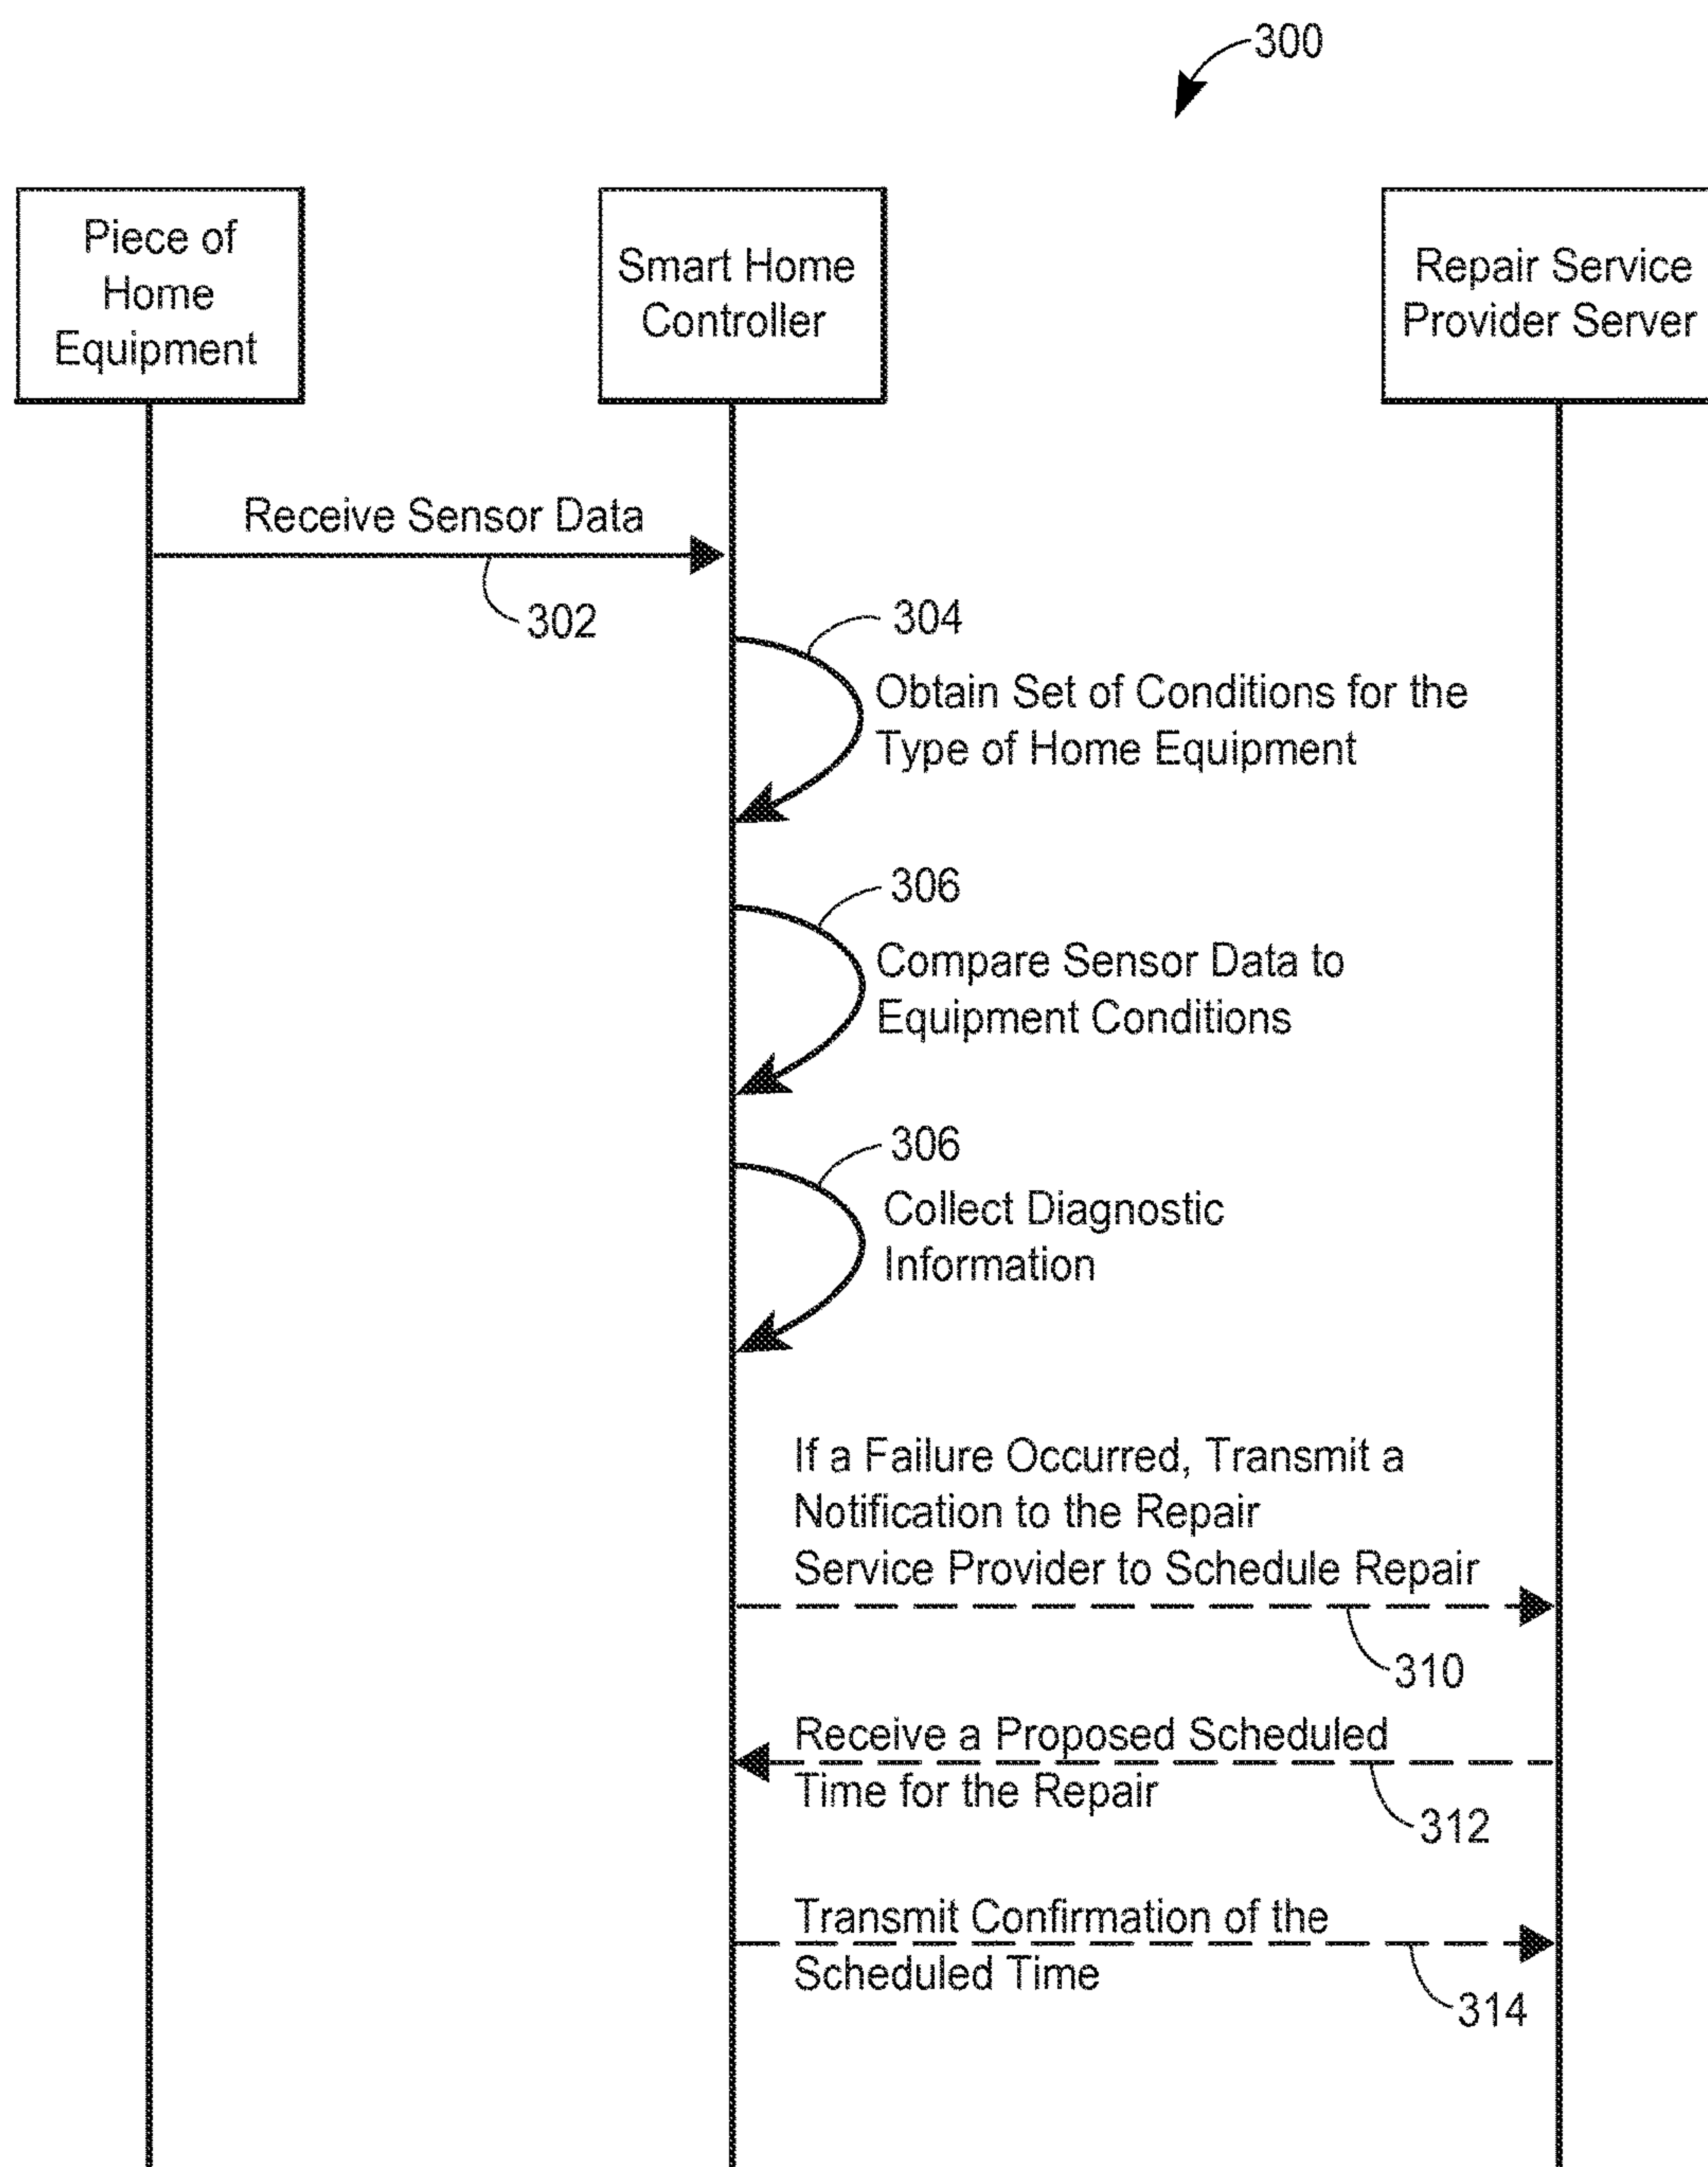 300
Piece of
Home
Equipment
Smart Home
Controller
Repair Service
Provider Server
Receive Sensor Data
302
304
Obtain Set of Conditions for the
Type of Home Equipment
306
Compare Sensor Data to
Equipment Conditions
306
Collect Diagnostic
Information
If a Failure Occurred, Transmit a
Notification to the Repair
Service Provider to Schedule Repair
310
Receive a Proposed Scheduled
Time for the Repair
312
Transmit Confirmation of the
Scheduled Time
314